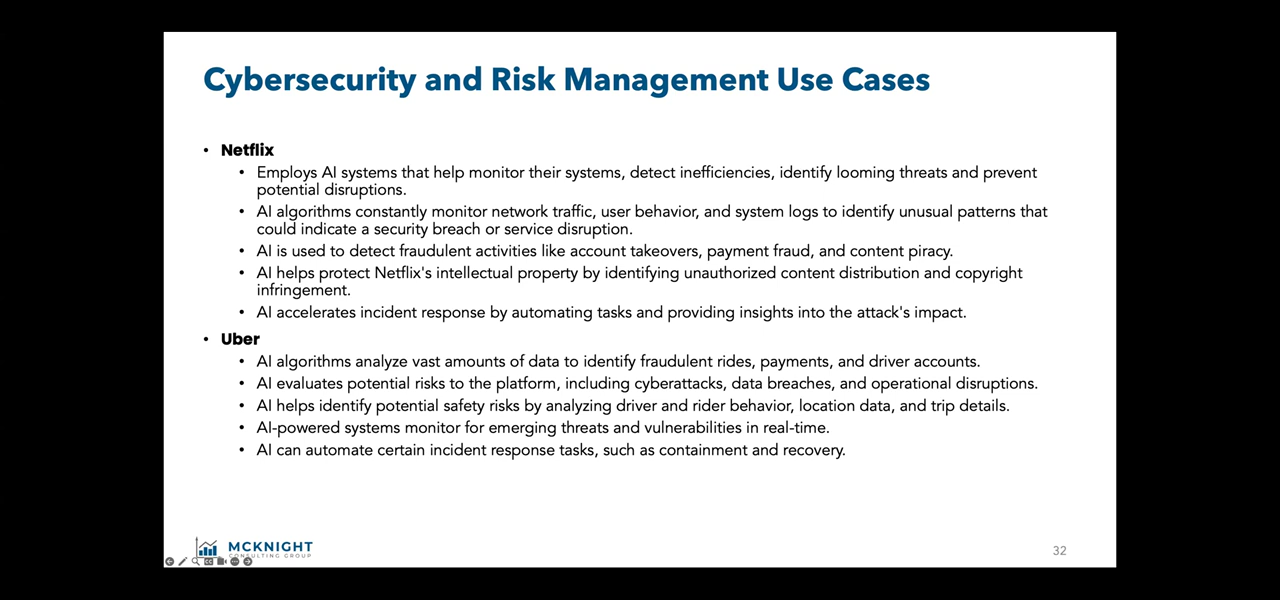 Cybersecurity and Risk Management Use Cases
• Netflix
• Employs AI systems that help monitor their systems, detect inefficiencies, identify looming threats and prevent
potential disruptions.
• AI algorithms constantly monitor network traffic, user behavior, and system logs to identify unusual patterns that
could indicate a security breach or service disruption.
• AI is used to detect fraudulent activities like account takeovers, payment fraud, and content piracy.
• AI helps protect Netflix's intellectual property by identifying unauthorized content distribution and copyright
infringement.
• AI accelerates incident response by automating tasks and providing insights into the attack's impact.
• Uber
• AI algorithms analyze vast amounts of data to identify fraudulent rides, payments, and driver accounts.
• AI evaluates potential risks to the platform, including cyberattacks, data breaches, and operational disruptions.
• AI helps identify potential safety risks by analyzing driver and rider behavior, location data, and trip details.
• AI-powered systems monitor for emerging threats and vulnerabilities in real-time.
• AI can automate certain incident response tasks, such as containment and recovery.
MCKNIGHT
CONSULTING GROUP
32